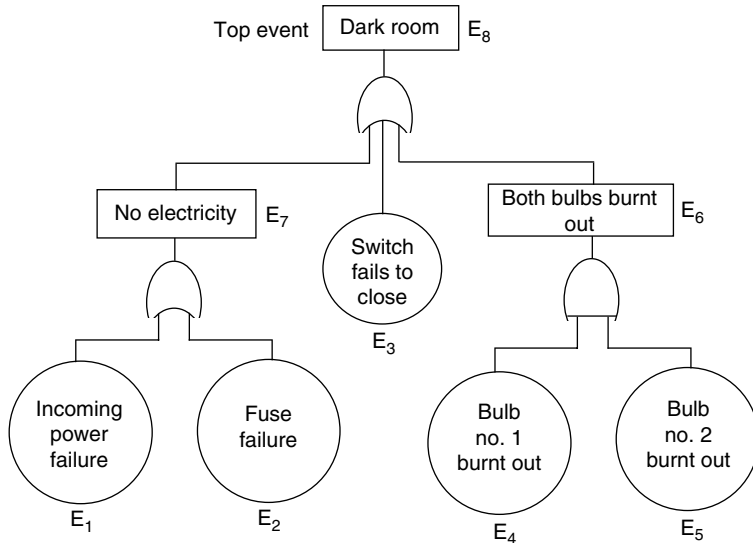 Top event
Dark room
E8
No electricity
E7
Switch
fails to
close
E3
Both bulbs burnt
out
E6
Incoming
power
failure
E1
Fuse
failure
E2
Bulb
no. 1
burnt out
E4
Bulb
no. 2
burnt out
E5